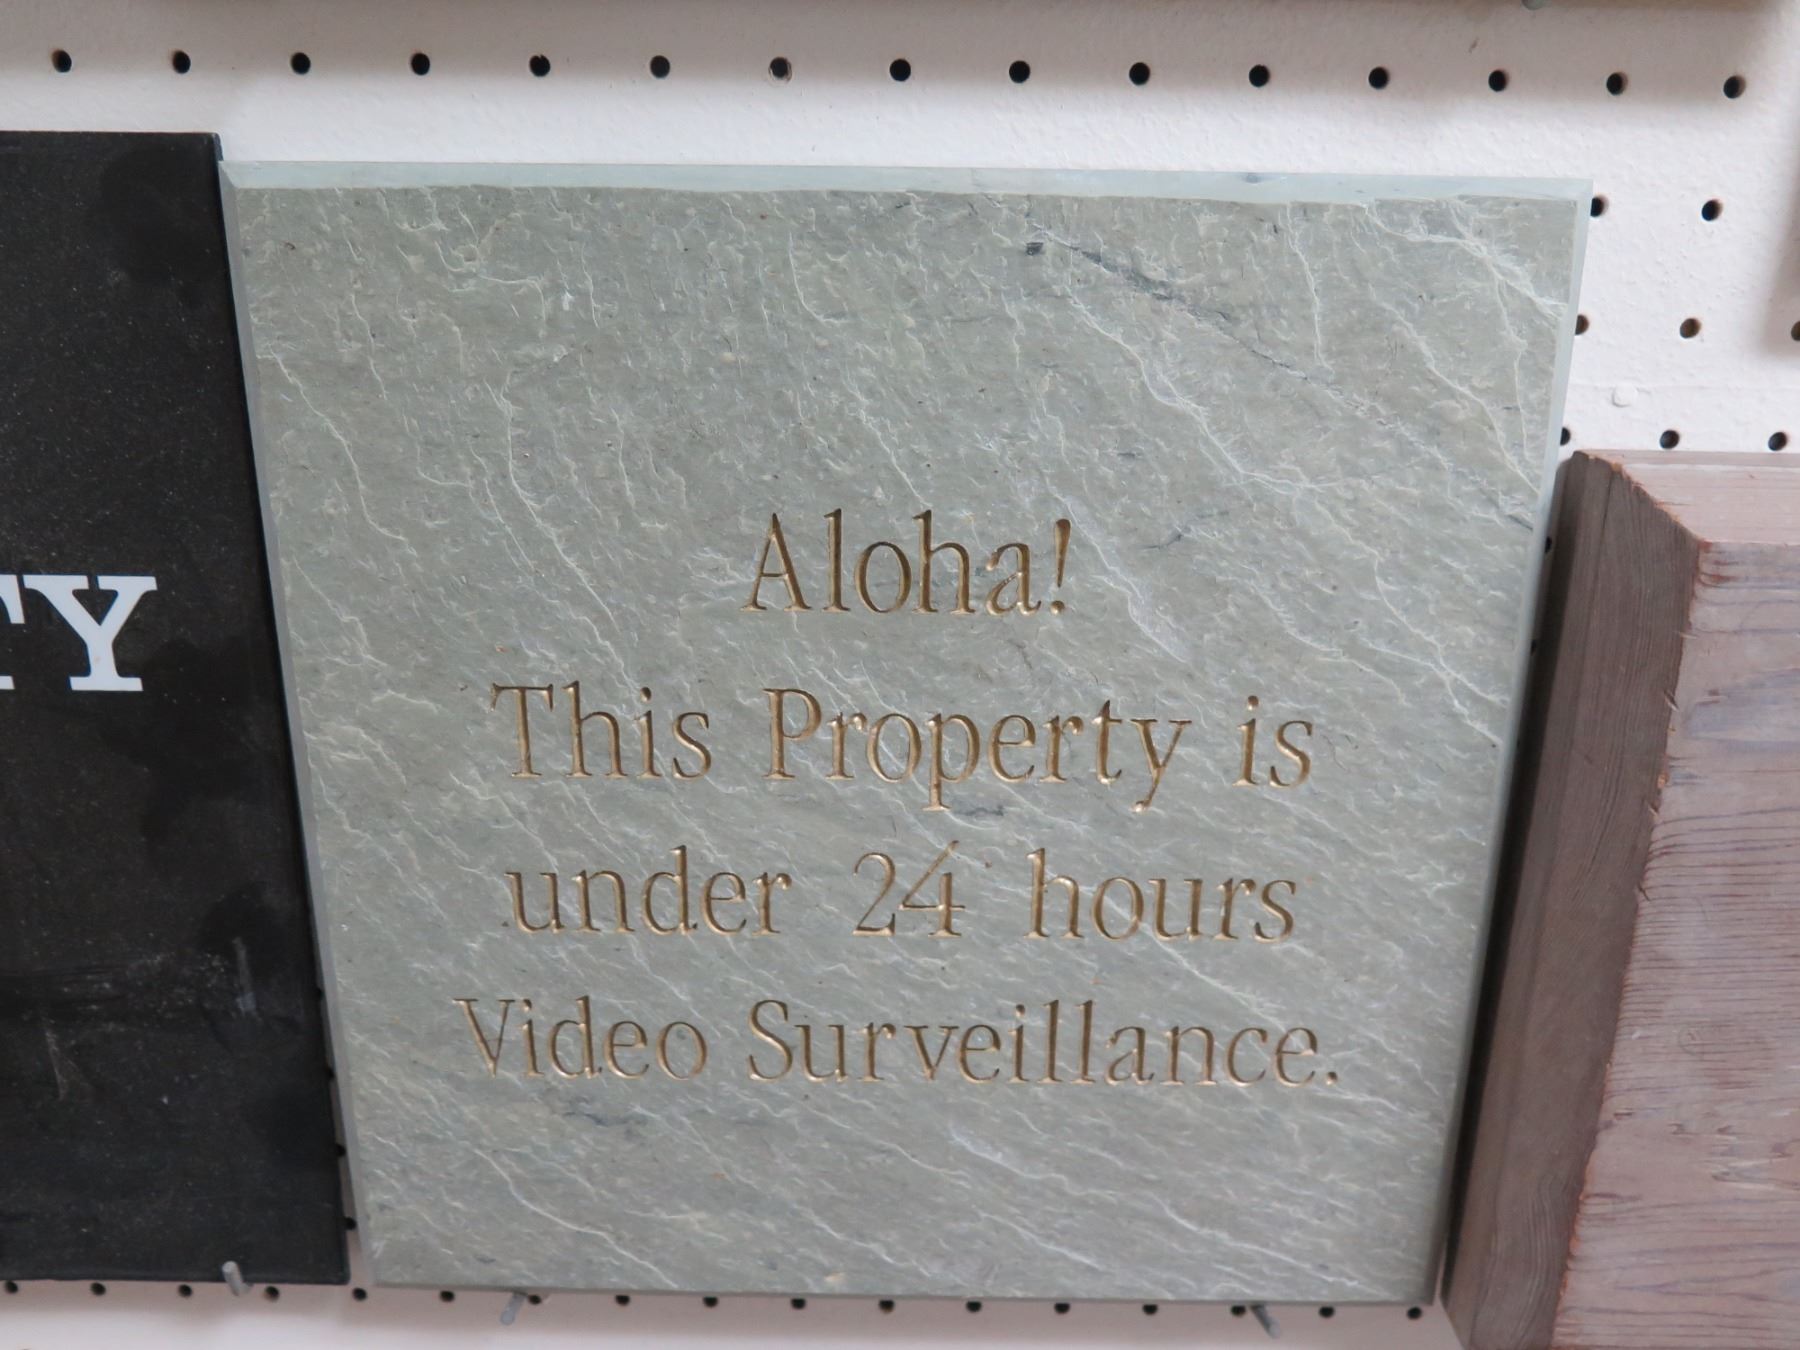 TY
Aloha!
This Property is
under 24 hours
Video Surveillance.